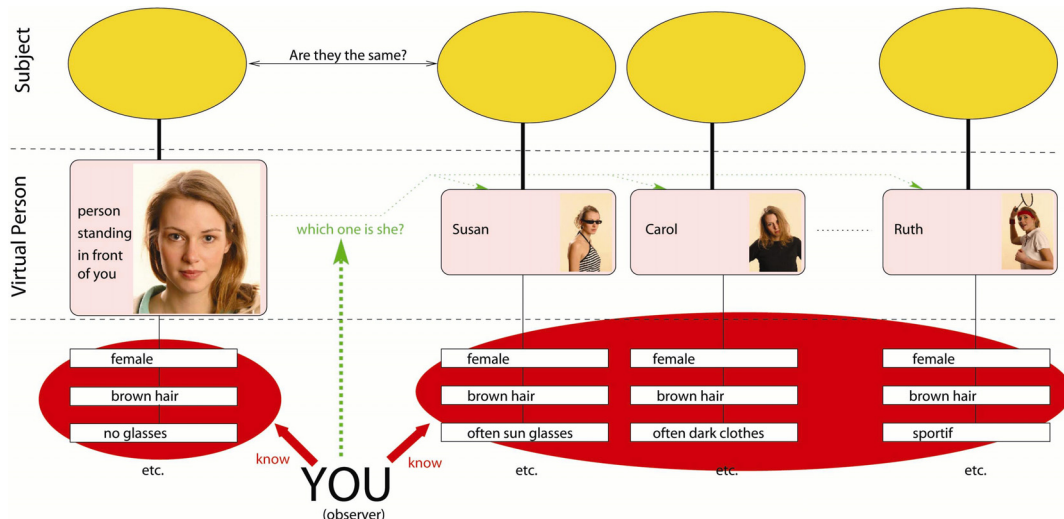 Subject
Are they the same?
Virtual Person
person
standing
in front
of you
which one is she?
Susan
Carol
Ruth
female
brown hair
no glasses
etc.
female
brown hair
often sun glasses
etc.
female
brown hair
often dark clothes
etc.
female
brown hair
sportif
etc.
know
know
YOU
(observer)